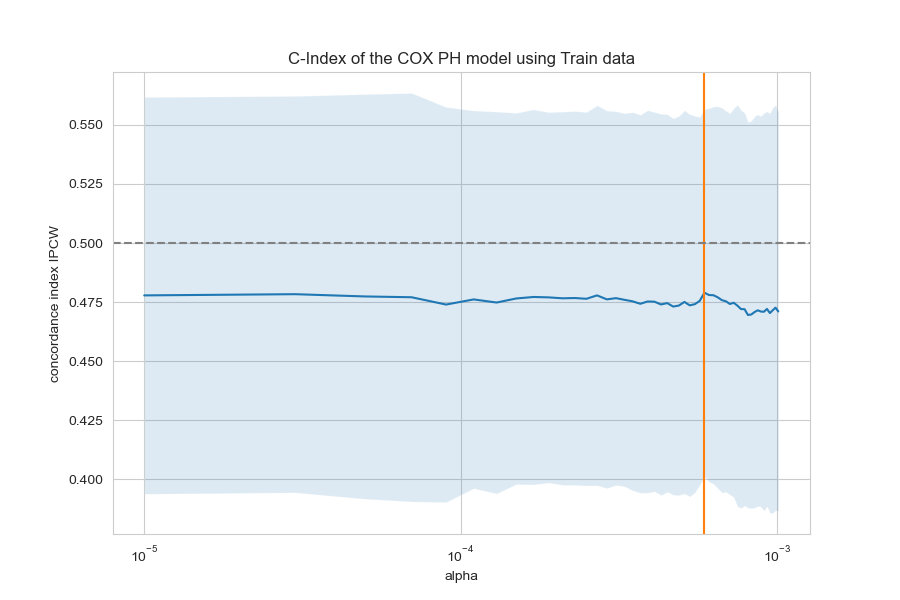 C-Index of the COX PH model using Train data
concordance index IPCW
0.550
0.525
0.500
0.475
0.450
0.425
0.400
10⁻⁵ 10⁻⁴ 10⁻³
alpha